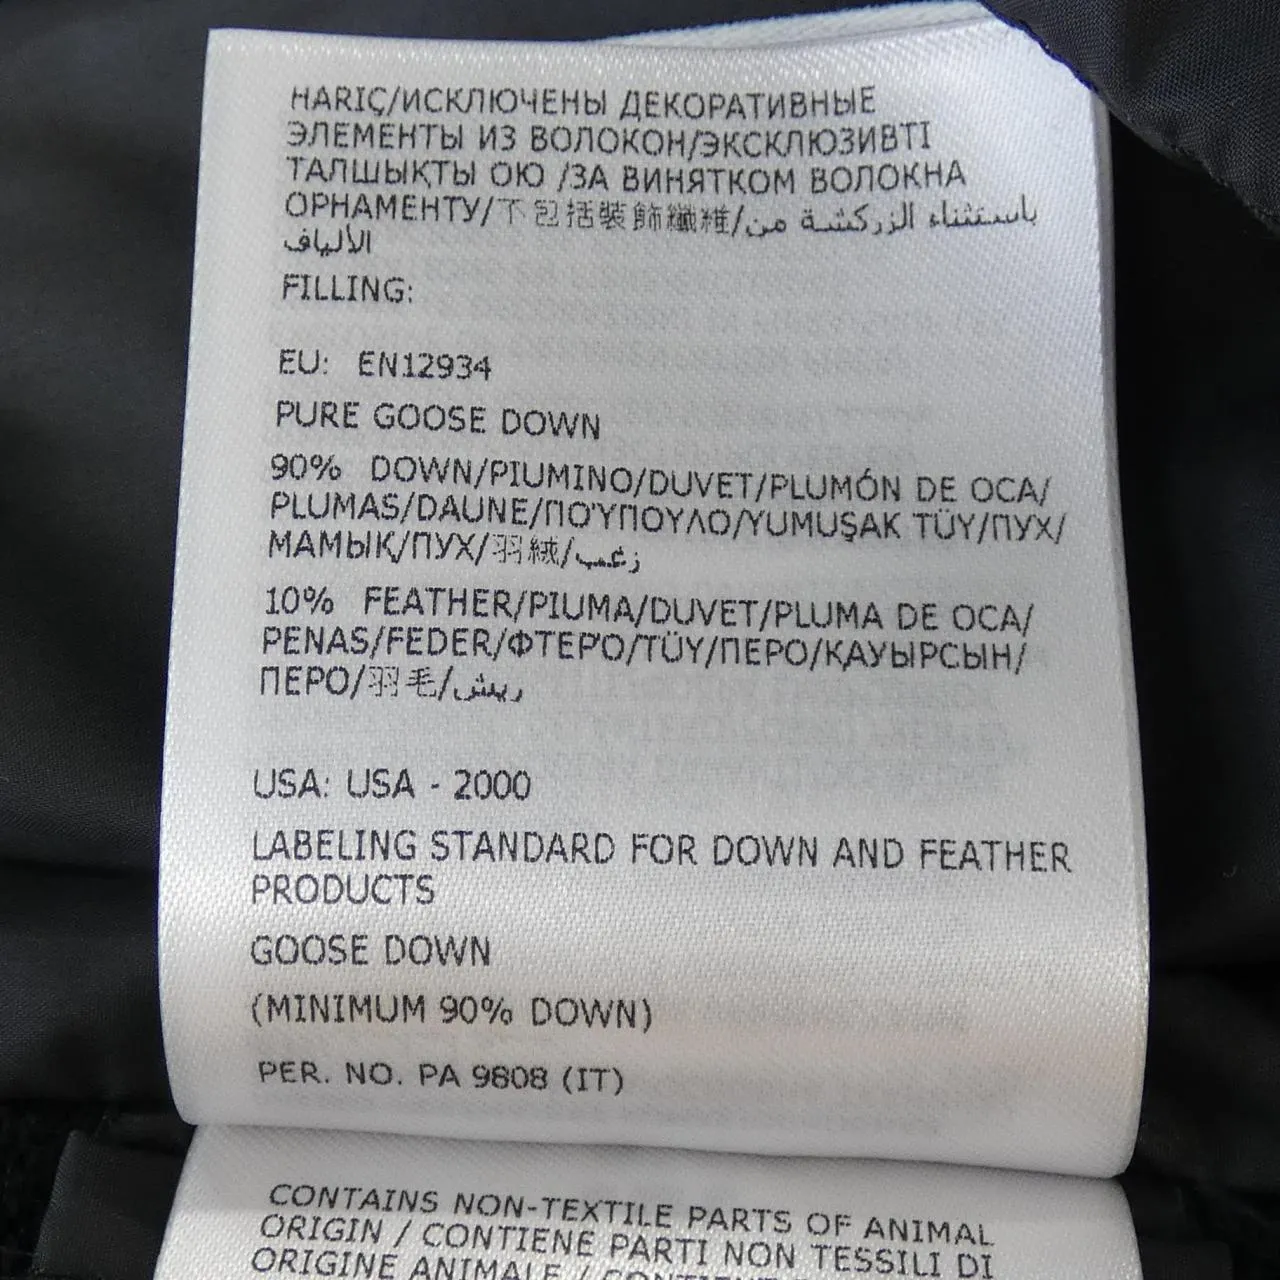 HARIÇ/ИСКЛЮЧЕНЫ ДЕКОРАТИВНЫЕ
ЭЛЕМЕНТЫ ИЗ ВОЛОКОН/ЭКСКЛЮЗИВТІ
ТАЛШЫҚТЫ ОЮ /ЗА ВИНЯТКОМ ВОЛОКНА
ОРНАМЕНТУ/不包括裝飾纖維/باستثناء الزركشة من
الألياف
FILLING:
EU: EN12934
PURE GOOSE DOWN
90% DOWN/PIUMINO/DUVET/PLUMÓN DE OCA/
PLUMAS/DAUNE/ΠΟΎΠΟΥΛΟ/YUMUŞAK TÜY/ПУХ/
МАМЫҚ/ПУХ/羽絨/زغب
10% FEATHER/PIUMA/DUVET/PLUMA DE OCA/
PENAS/FEDER/ΦΤΕΡΌ/TÜY/ПЕРО/ҚАУЫРСЫН/
ПЕРО/羽毛/ريش
USA: USA - 2000
LABELING STANDARD FOR DOWN AND FEATHER
PRODUCTS
GOOSE DOWN
(MINIMUM 90% DOWN)
PER. NO. PA 9808 (IT)
CONTAINS NON-TEXTILE PARTS OF ANIMAL
ORIGIN / CONTIENE PARTI NON TESSILI DI
ORIGINE ANIMALE /